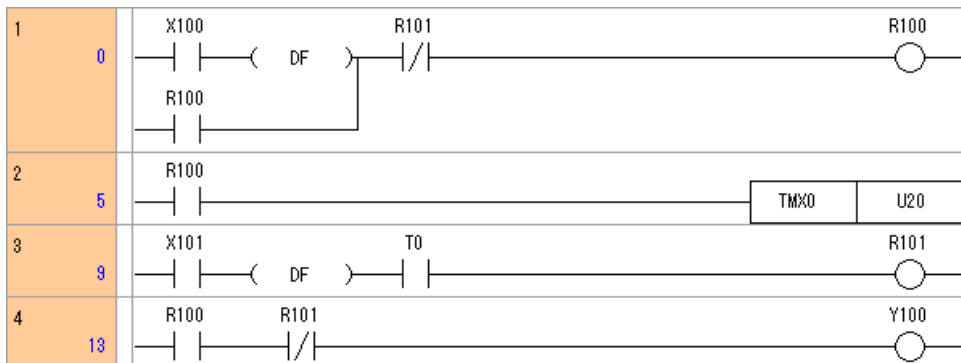 1 X100 R101 R100
0 ( DF )
R100
2 R100
5 TMX0 U20
3 X101 T0 R101
9 ( DF )
4 R100 R101 Y100
13